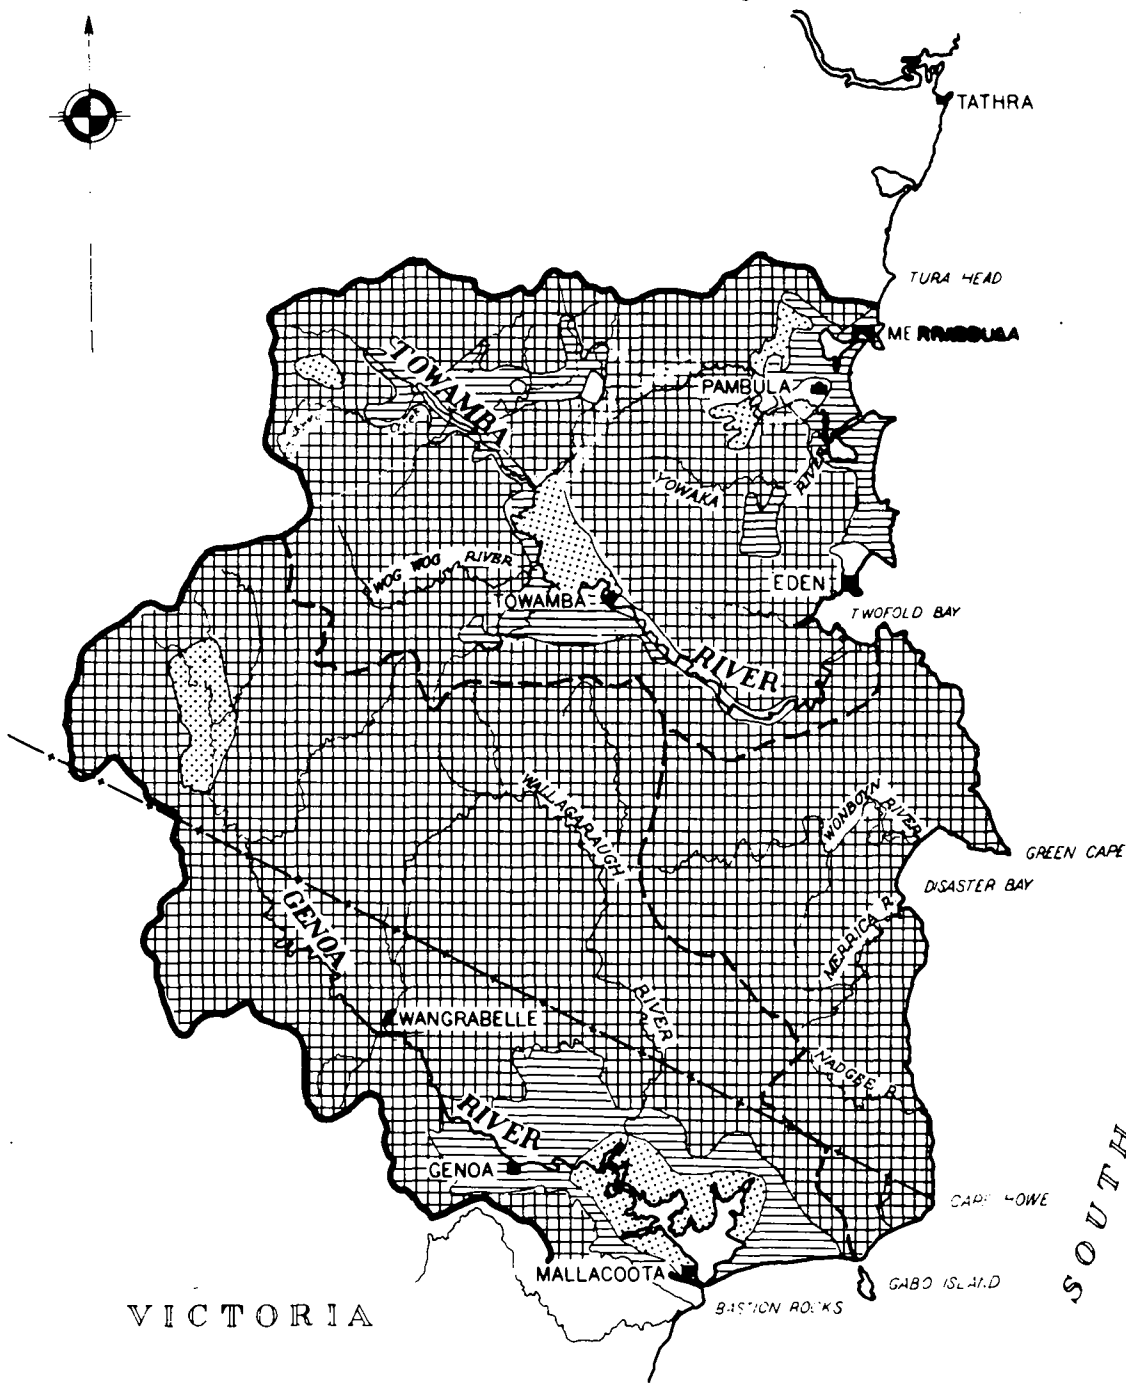 TATHRA
TURA HEAD
MERRIMBULA
TOWAMBA
PAMBULA
RIVER
YOWAKA
WOG WOG RIVER
EDEN
TOWAMBA
TWOFOLD BAY
RIVER
WALLAGARAUGH
WONBOYN
RIVER
GREEN CAPE
DISASTER BAY
GENOA
MERRICA R.
WANGRABELLE
RIVER
NADGEE R.
RIVER
GENOA
CAPE HOWE
SOUTH
MALLACOOTA
GABO ISLAND
BASTION ROCKS
VICTORIA